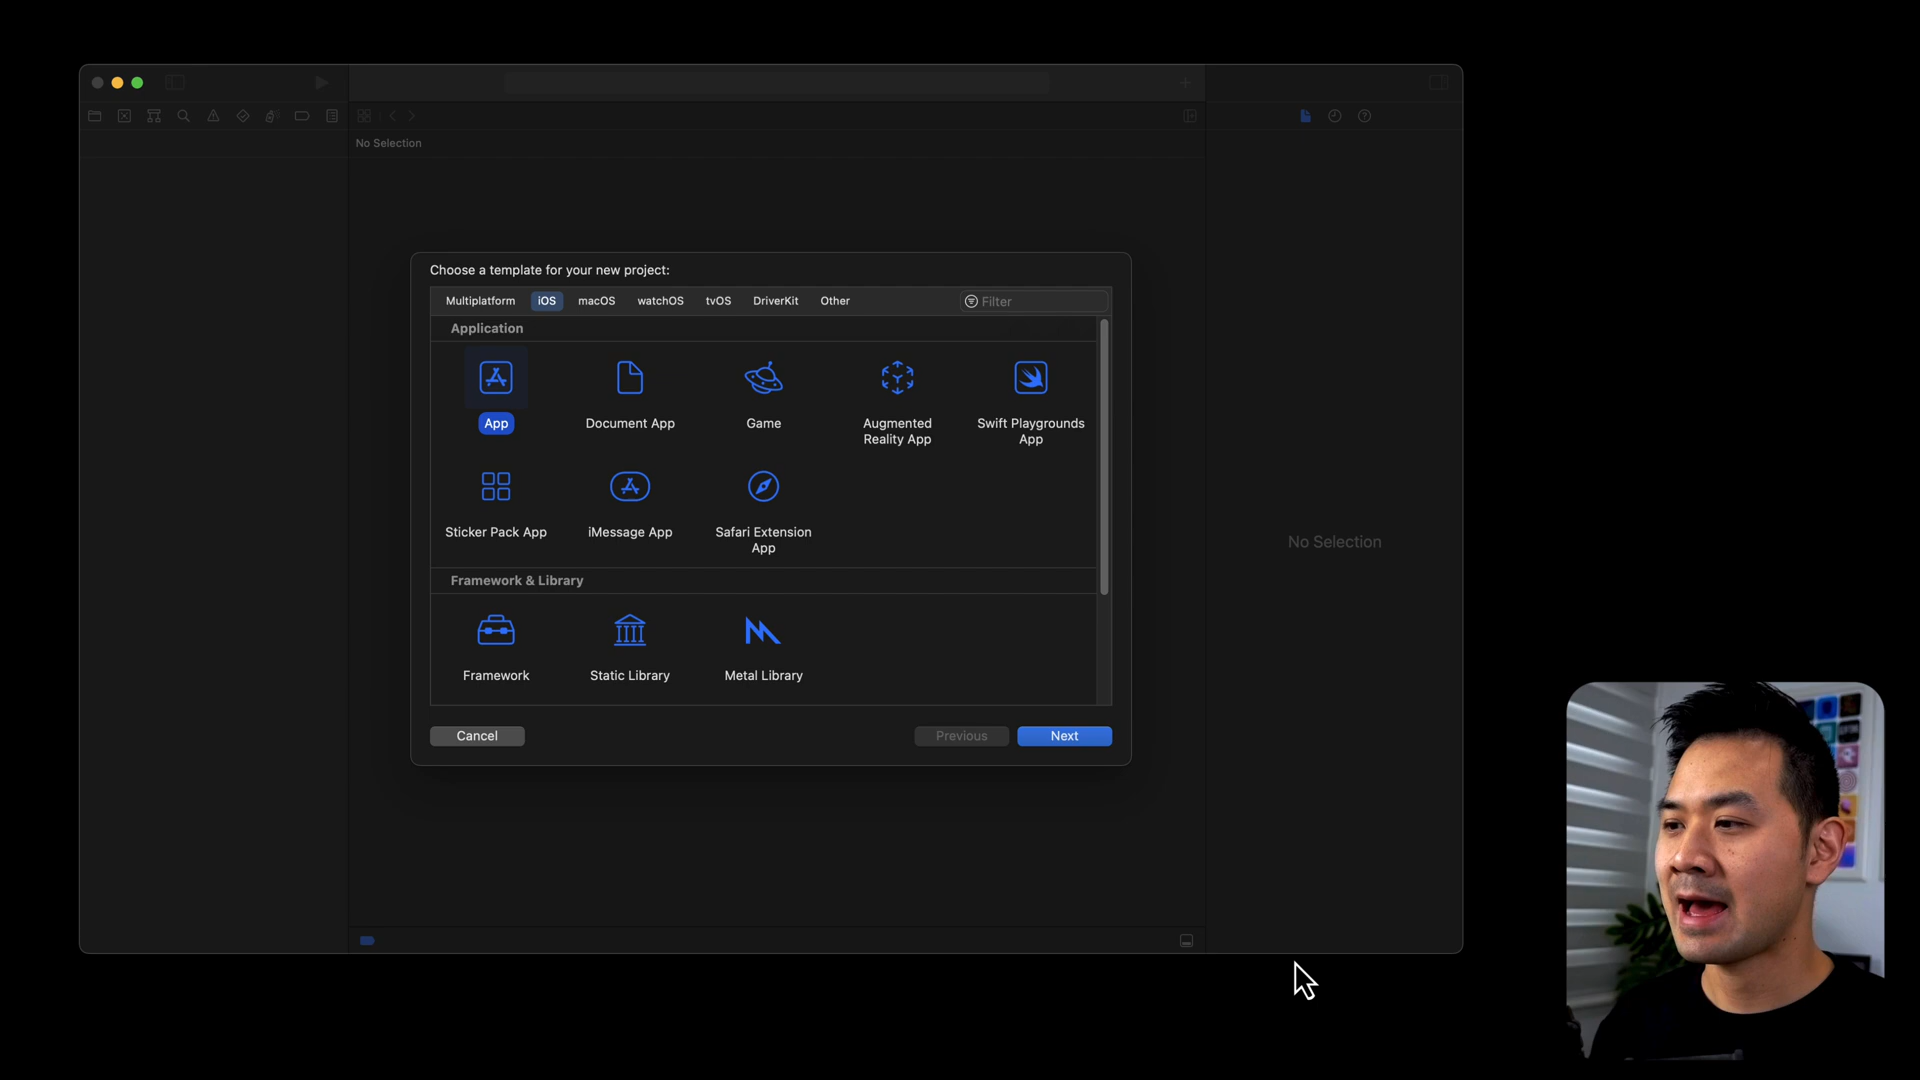 No Selection
Choose a template for your new project:
Multiplatform iOS macOS watchOS tvOS DriverKit Other Filter
Application
App Document App Game Augmented Reality App Swift Playgrounds App
Sticker Pack App iMessage App Safari Extension App
No Selection
Framework & Library
Framework Static Library Metal Library
Cancel Previous Next